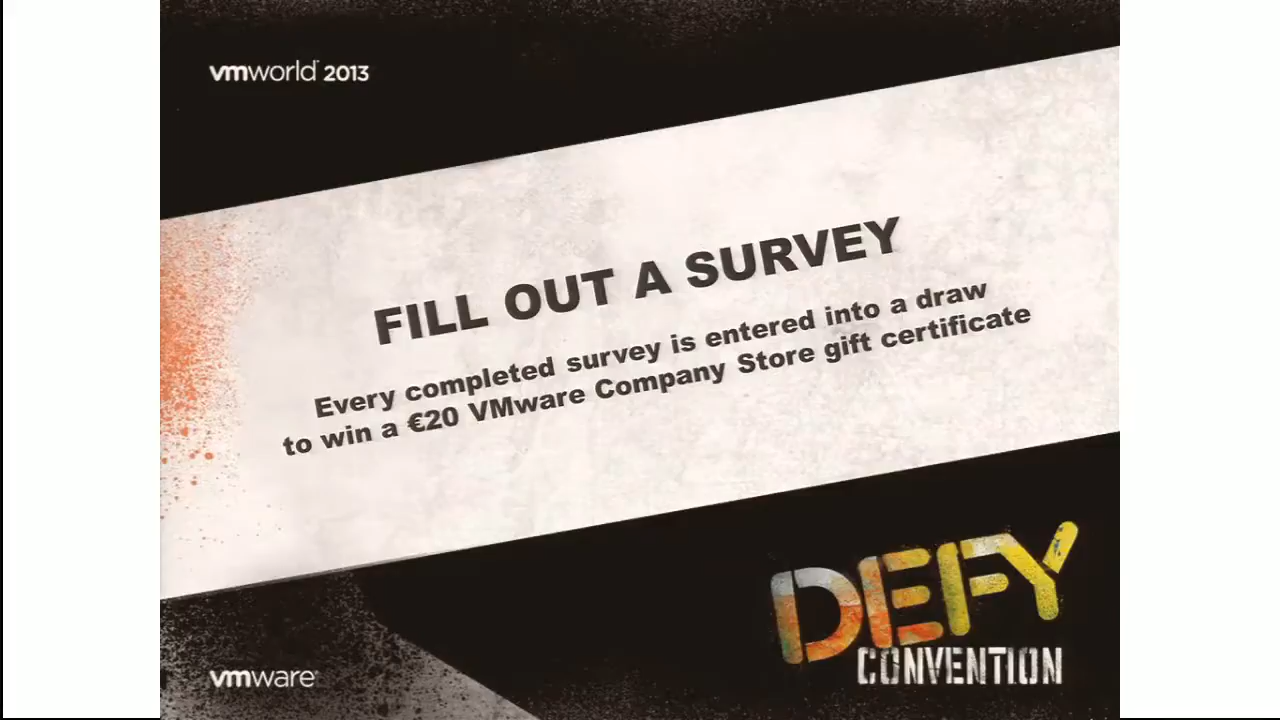 vmworld 2013
FILL OUT A SURVEY
Every completed survey is entered into a draw
to win a €20 VMware Company Store gift certificate
DEFY
CONVENTION
vmware